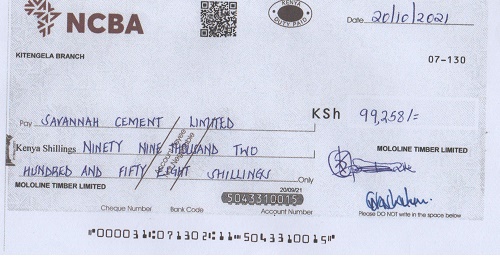 NCBA
KENYA
DUTY PAID
Date 20/10/2021
KITENGELA BRANCH
07-130
Pay SAVANNAH CEMENT LIMITED
KSh 99,258/=
Kenya Shillings NINETY NINE THOUSAND TWO
HUNDRED AND FIFTY EIGHT SHILLINGS Only
Account Payee
MOLOLINE TIMBER LIMITED
MOLOLINE TIMBER LIMITED
20/09/21
5043310015
Cheque Number Bank Code Account Number
Please DO NOT write in the space below
⑈000031⑆071302⑆11⑈5043310015⑈